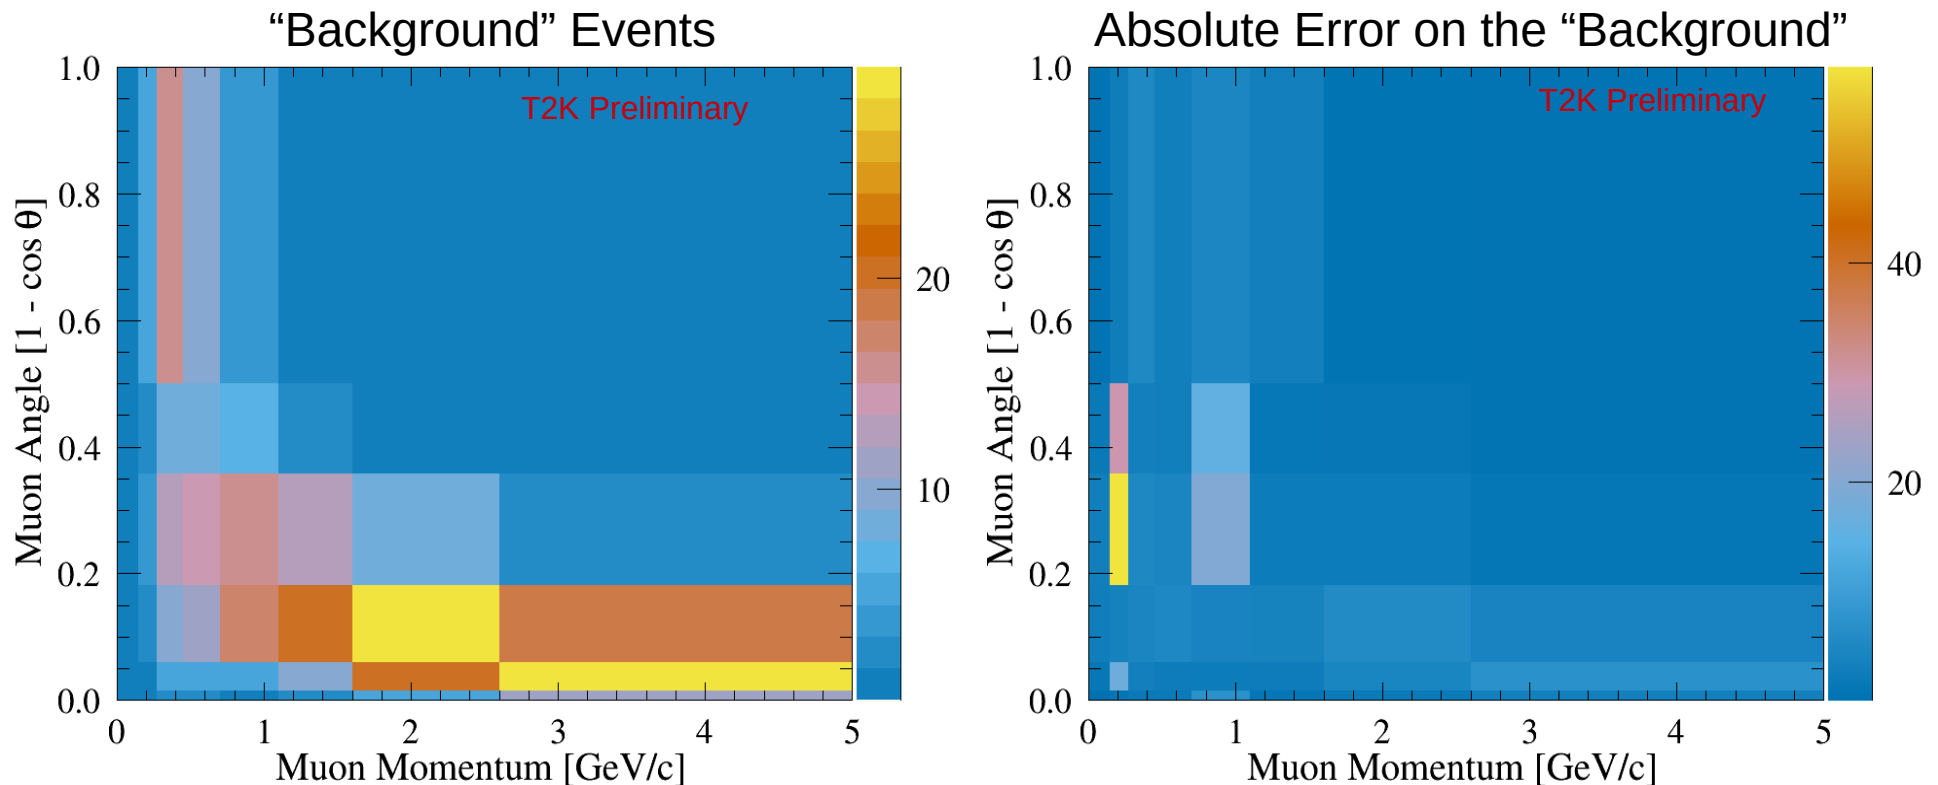 “Background” Events
T2K Preliminary
1.0
0.8
0.6
0.4
0.2
0.0
Muon Angle [1 - cos θ]
0 1 2 3 4 5
Muon Momentum [GeV/c]
20
10
Absolute Error on the “Background”
T2K Preliminary
1.0
0.8
0.6
0.4
0.2
0.0
Muon Angle [1 - cos θ]
0 1 2 3 4 5
Muon Momentum [GeV/c]
40
20